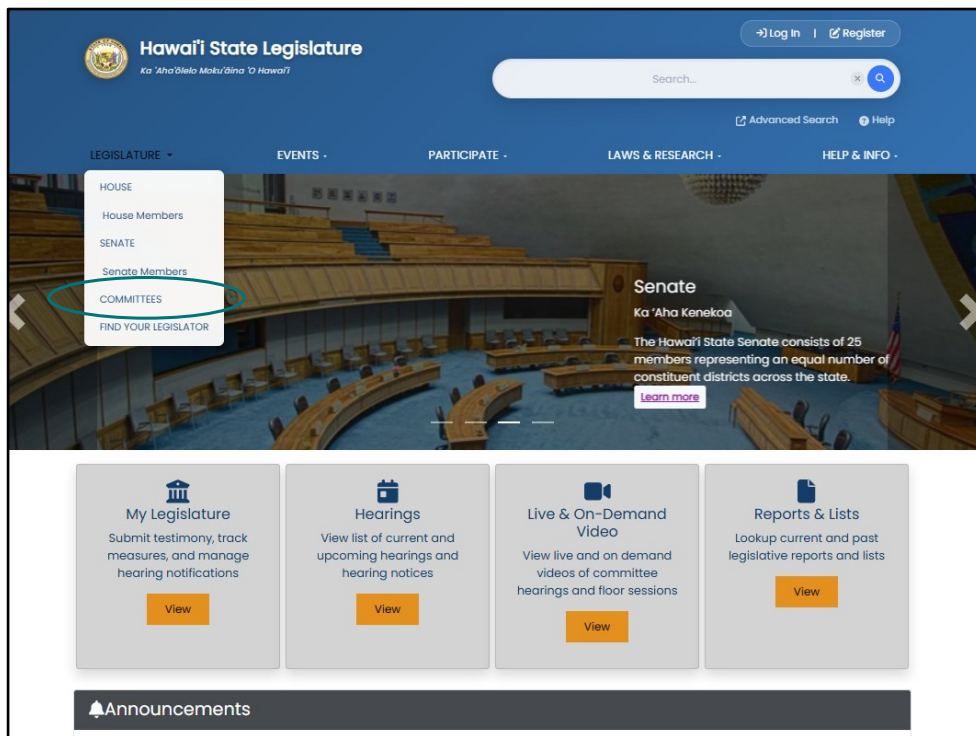 Hawai'i State Legislature
Ka 'Aha'ōlelo Moku'āina 'O Hawai'i
Log In | Register
Search...
Advanced Search Help
LEGISLATURE EVENTS PARTICIPATE LAWS & RESEARCH HELP & INFO
HOUSE
House Members
SENATE
Senate Members
COMMITTEES
FIND YOUR LEGISLATOR
Senate
Ka 'Aha Kenekoa
The Hawai'i State Senate consists of 25
members representing an equal number of
constituent districts across the state.
Learn more
My Legislature
Submit testimony, track
measures, and manage
hearing notifications
View
Hearings
View list of current and
upcoming hearings and
hearing notices
View
Live & On-Demand
Video
View live and on demand
videos of committee
hearings and floor sessions
View
Reports & Lists
Lookup current and past
legislative reports and lists
View
Announcements